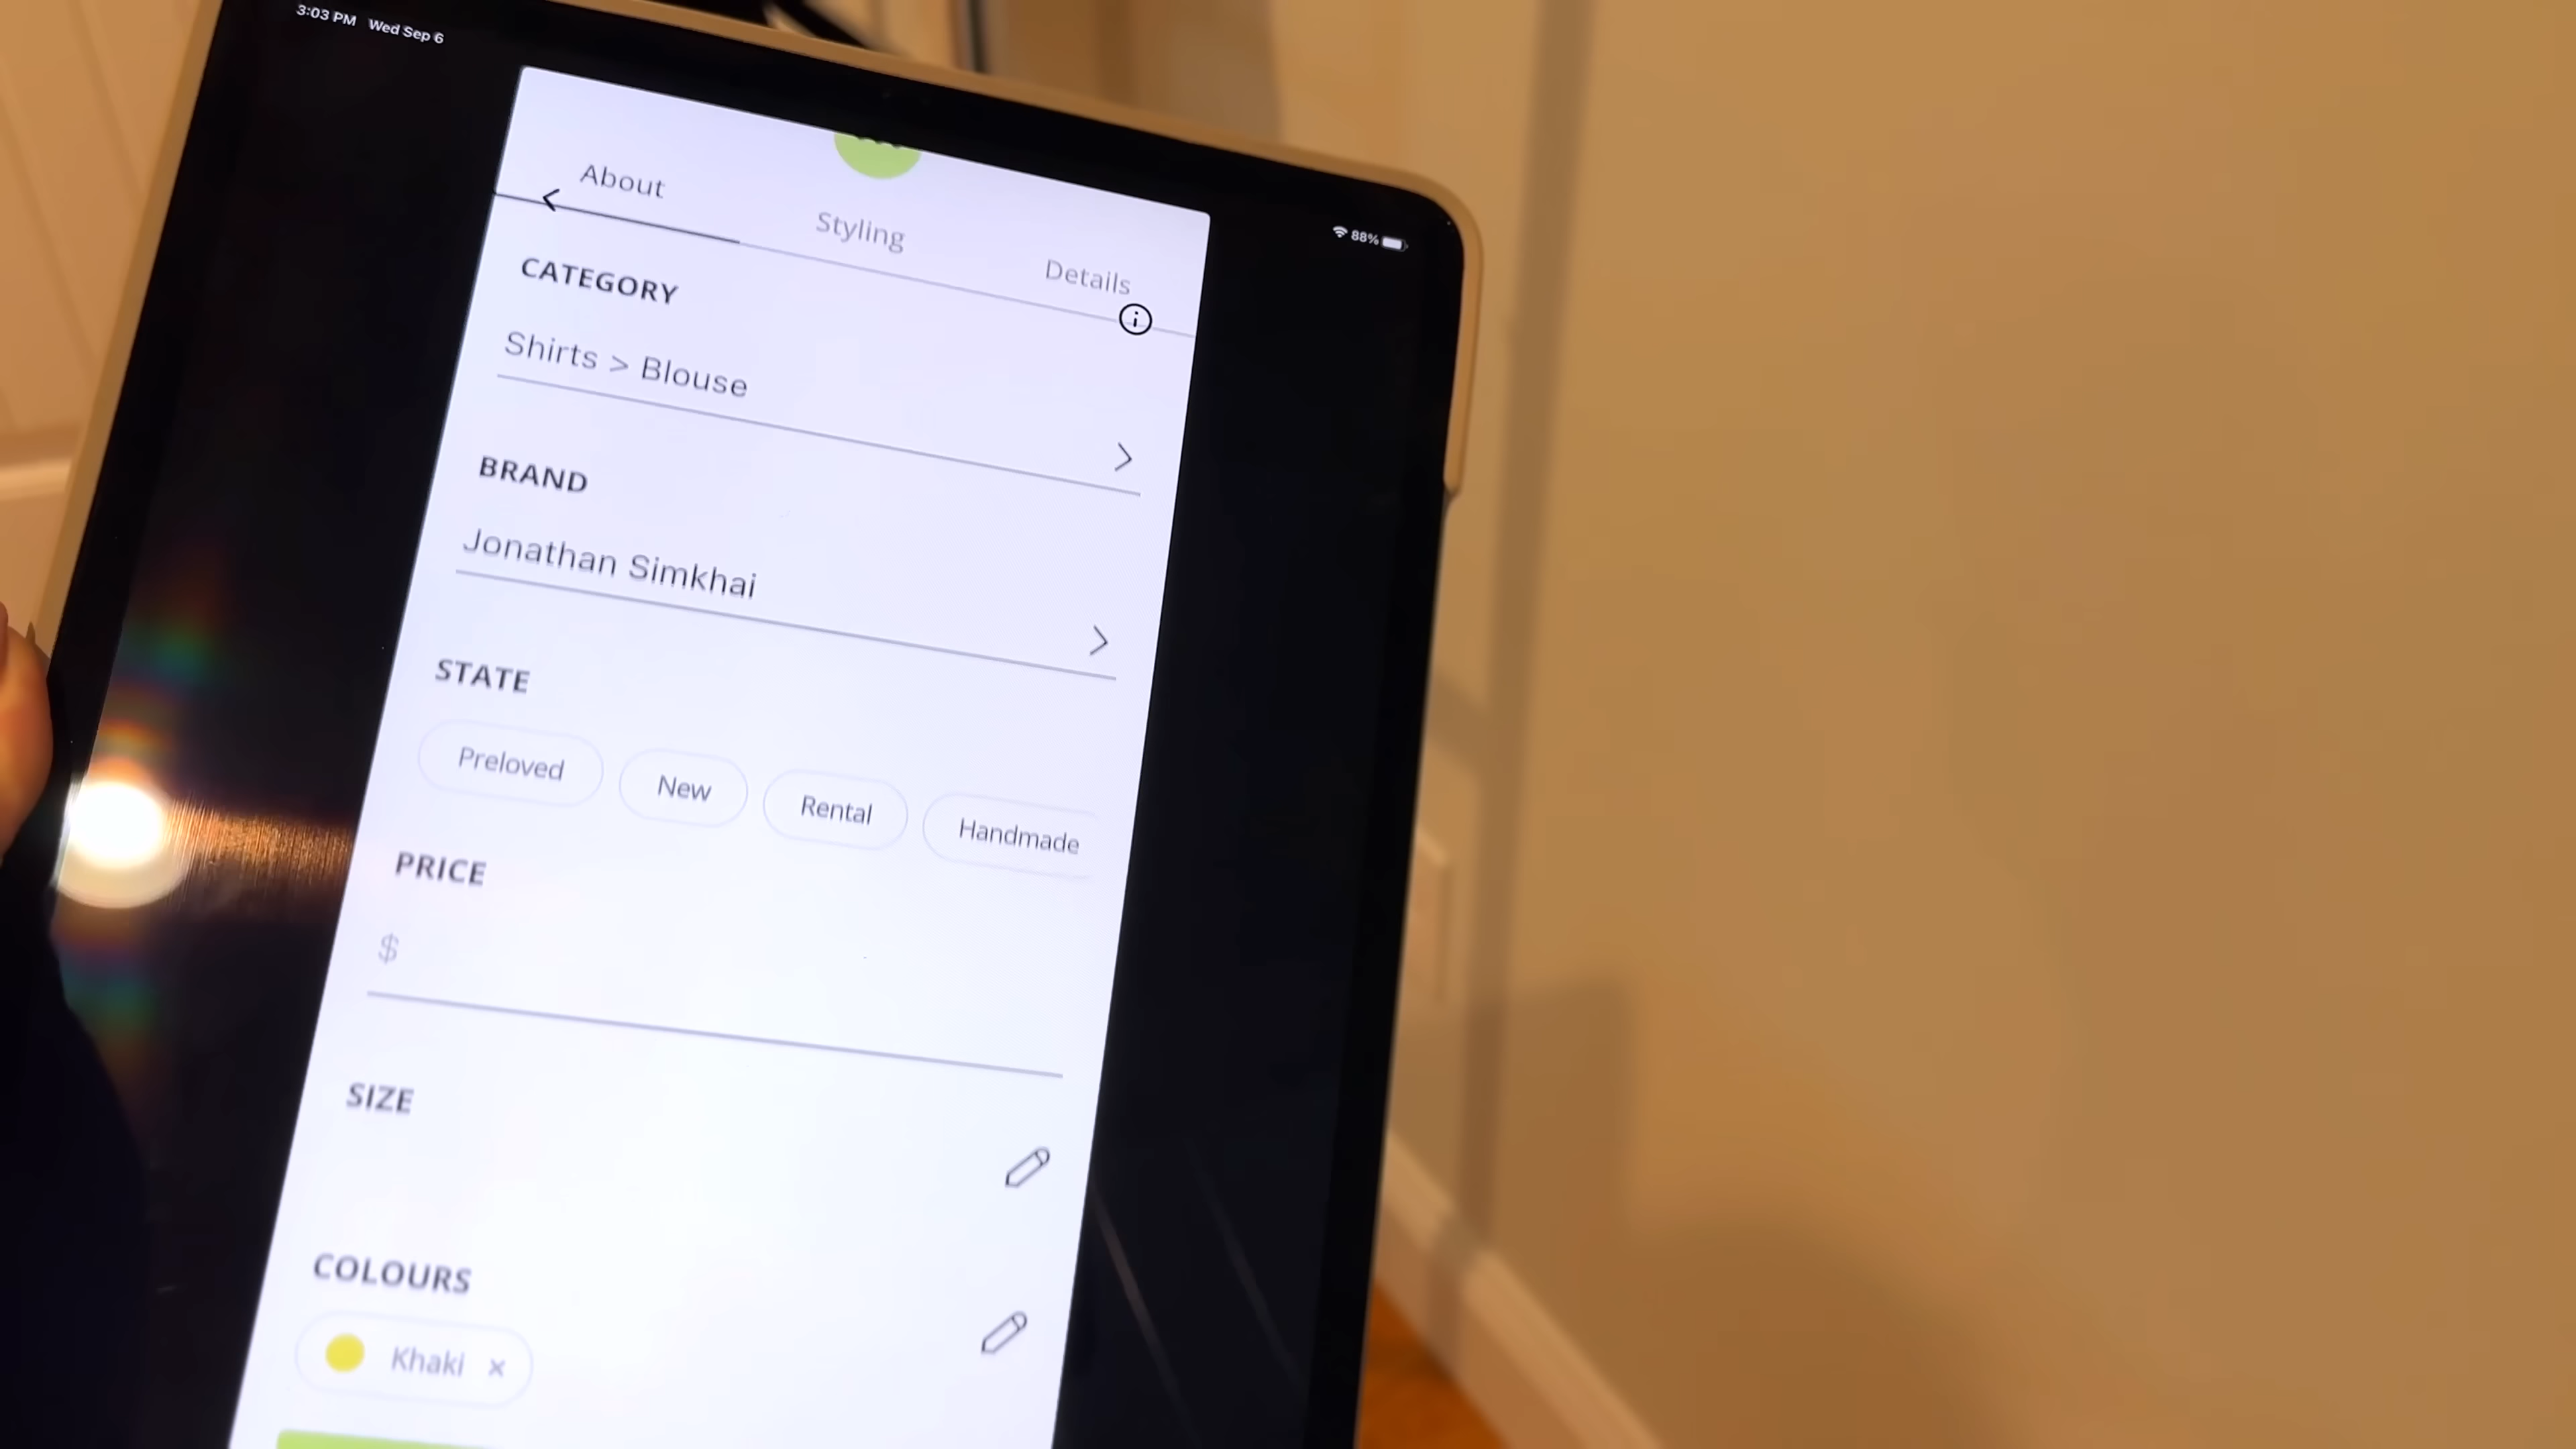 3:03 PM Wed Sep 6
88%
About
Styling
Details
CATEGORY
Shirts > Blouse
BRAND
Jonathan Simkhai
STATE
Preloved New Rental Handmade
PRICE
$
SIZE
COLOURS
Khaki ×